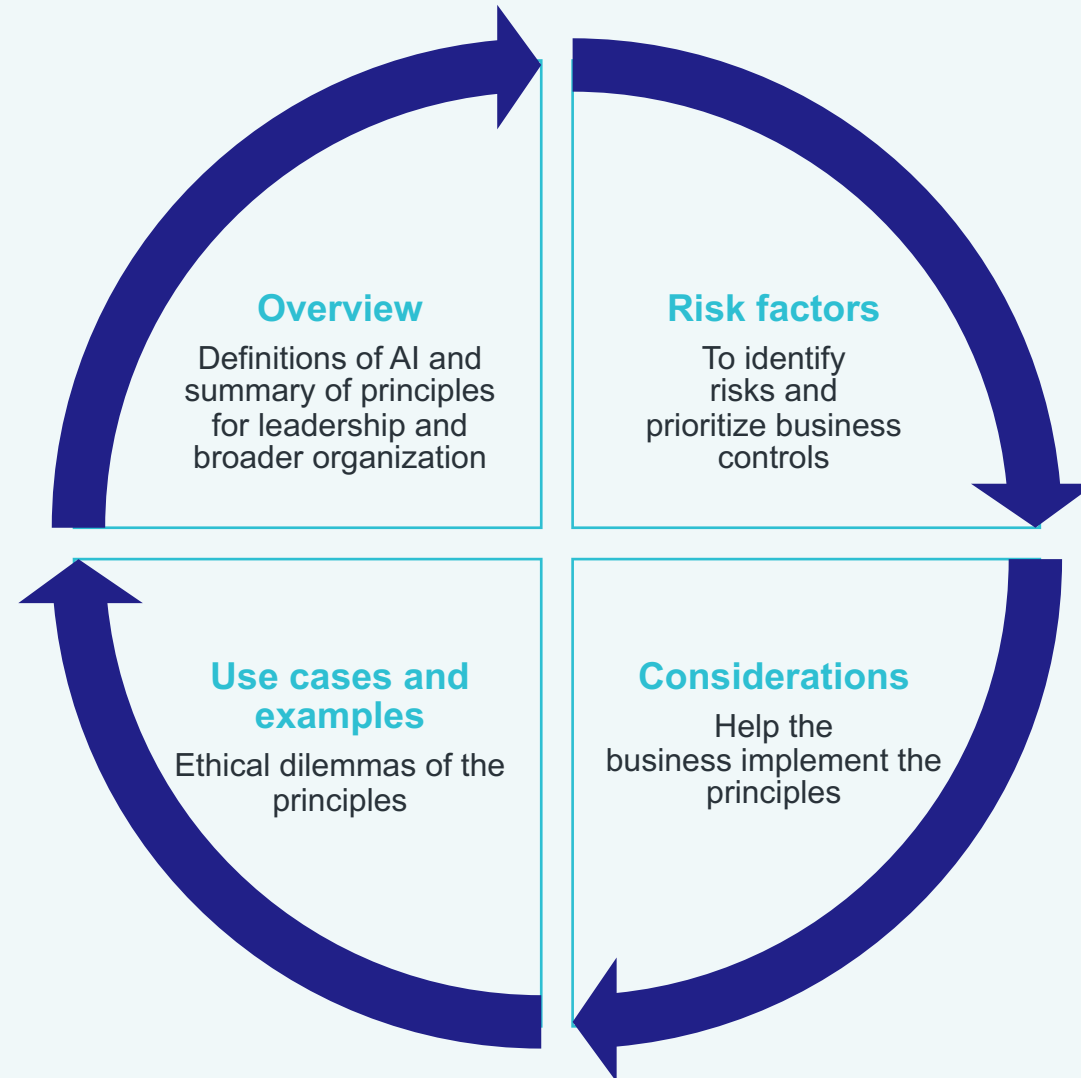 Overview
Definitions of AI and
summary of principles
for leadership and
broader organization
Risk factors
To identify
risks and
prioritize business
controls
Use cases and
examples
Ethical dilemmas of the
principles
Considerations
Help the
business implement the
principles